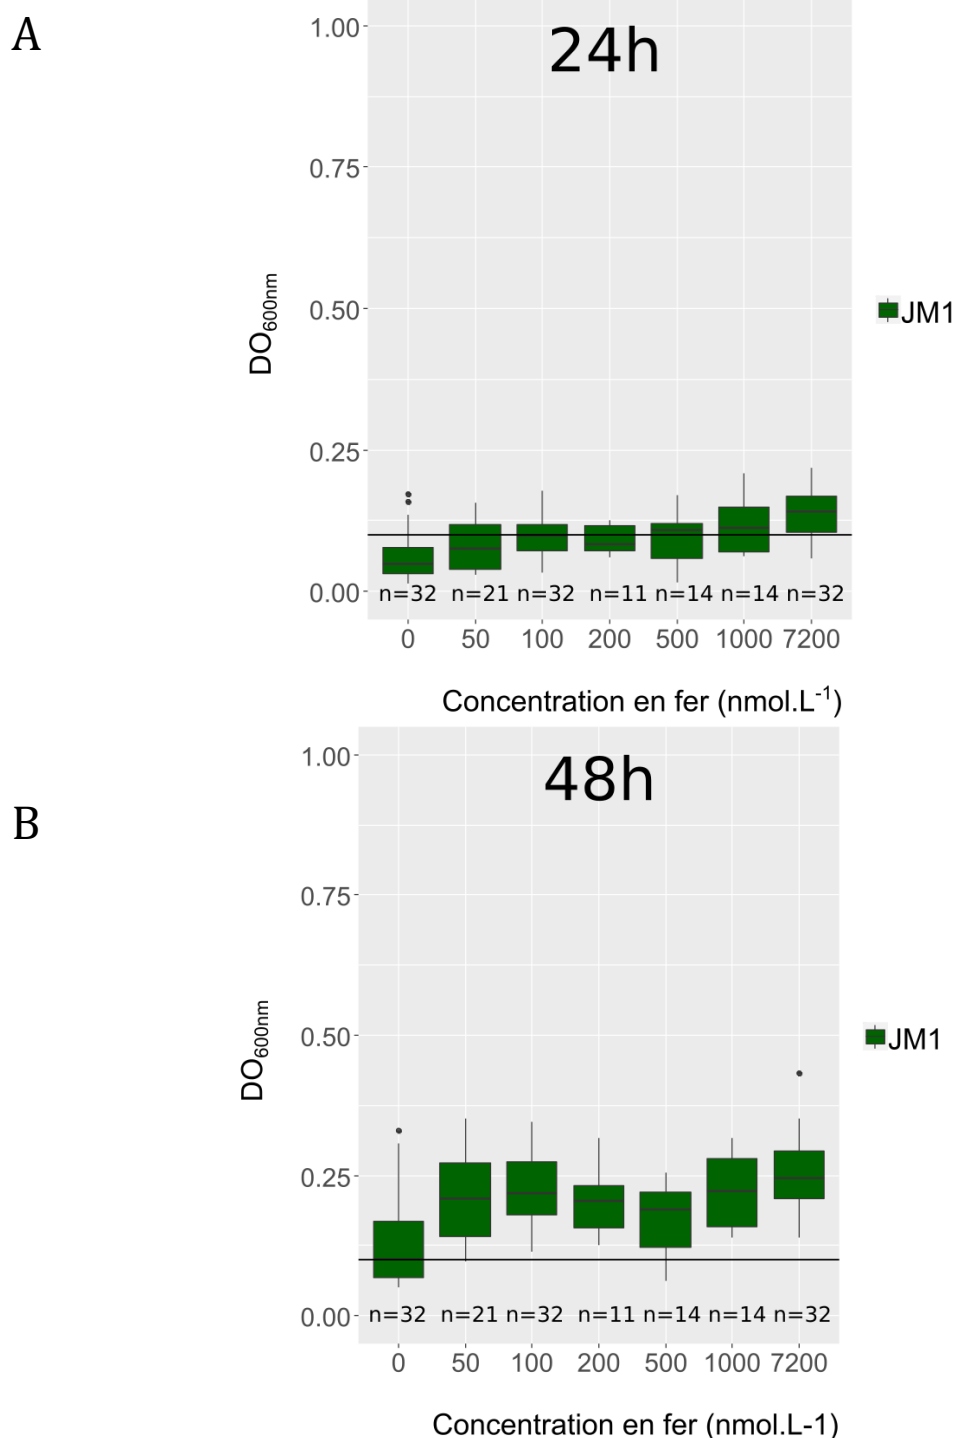 A
24h
1.00
0.75
0.50
0.25
0.00
DO600nm
JM1
n=32 n=21 n=32 n=11 n=14 n=14 n=32
0 50 100 200 500 1000 7200
Concentration en fer (nmol.L-1)
B
48h
1.00
0.75
0.50
0.25
0.00
DO600nm
JM1
n=32 n=21 n=32 n=11 n=14 n=14 n=32
0 50 100 200 500 1000 7200
Concentration en fer (nmol.L-1)